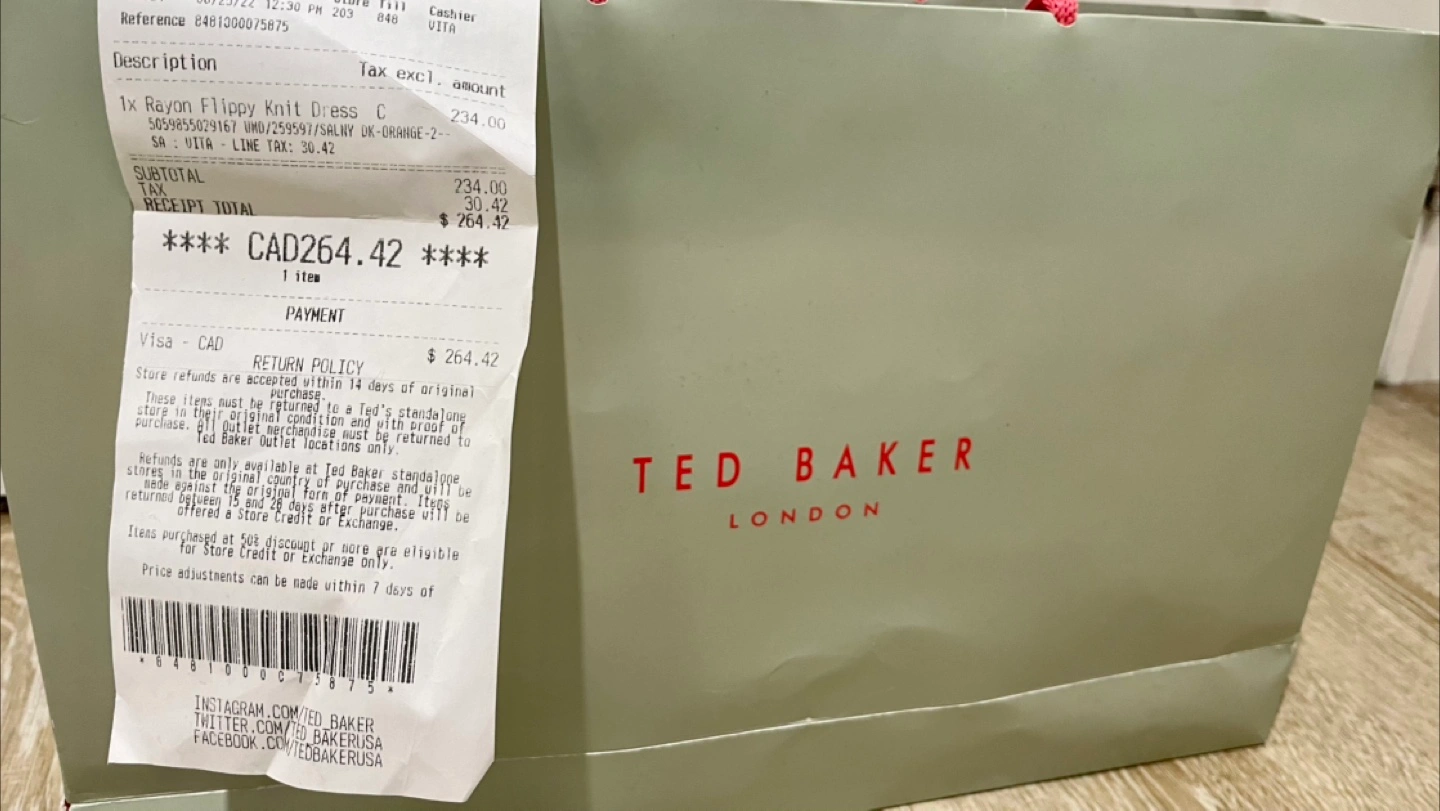 12:30 PM 203 848 Cashier
VITA
Reference 8481000075875
Description Tax excl. amount
1x Rayon Flippy Knit Dress C 234.00
5059855029167 UMD/259597/SALNY DK-ORANGE-2--
SA : VITA - LINE TAX: 30.42
SUBTOTAL 234.00
TAX 30.42
RECEIPT TOTAL $ 264.42
**** CAD264.42 ****
1 item
PAYMENT
Visa - CAD $ 264.42
RETURN POLICY
Store refunds are accepted within 14 days of original
purchase.
These items must be returned to a Ted's standalone
store in their original condition and with proof of
purchase. All Outlet merchandise must be returned to
Ted Baker Outlet locations only.
Refunds are only available at Ted Baker standalone
stores in the original country of purchase and will be
made against the original form of payment. Items
returned between 15 and 28 days after purchase will be
offered a Store Credit or Exchange.
Items purchased at 50% discount or more are eligible
for Store Credit or Exchange only.
Price adjustments can be made within 7 days of
*8481000075875*
INSTAGRAM.COM/TED_BAKER
TWITTER.COM/TED_BAKERUSA
FACEBOOK.COM/TEDBAKERUSA
TED BAKER
LONDON